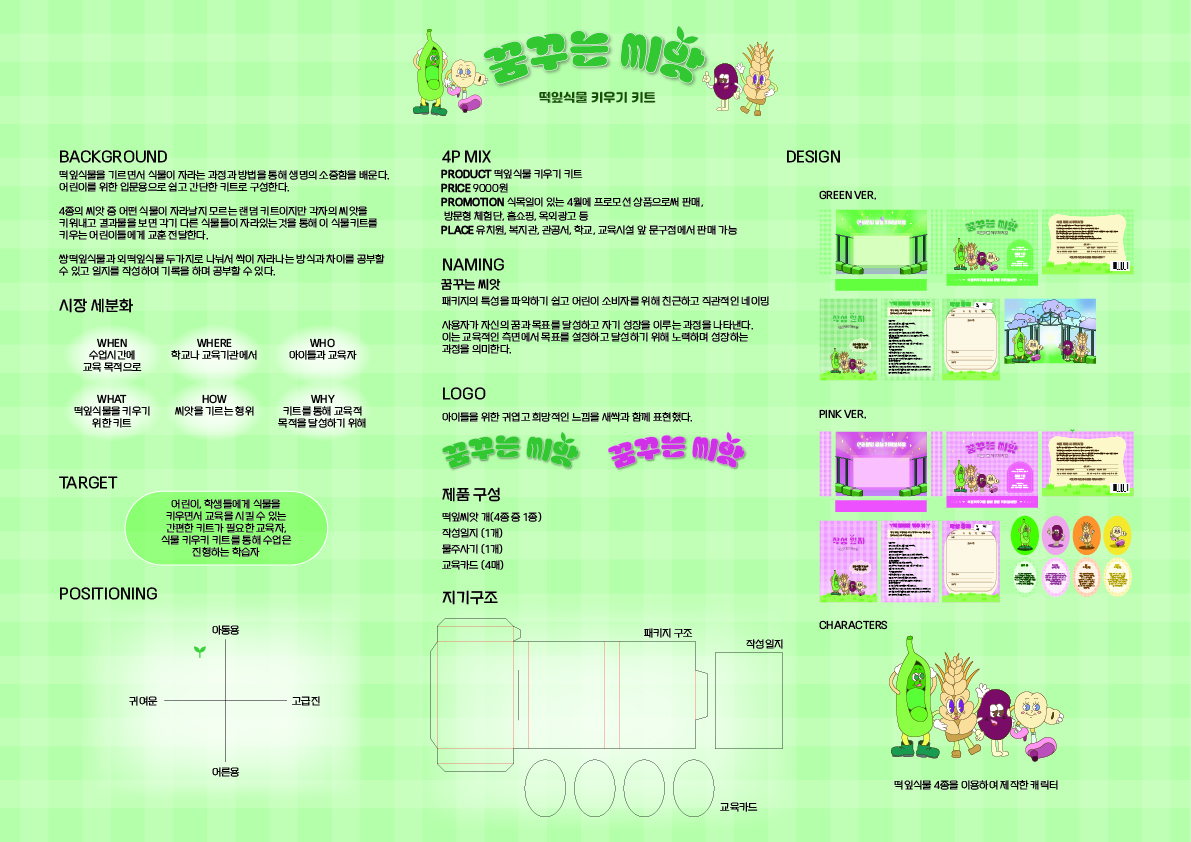 꿈꾸는 씨앗
떡잎식물 키우기 키트
BACKGROUND
떡잎식물을 기르면서 식물이 자라는 과정과 방법을 통해 생명의 소중함을 배운다.
어린이를 위한 입문용으로 쉽고 간단한 키트로 구성한다.
4종의 씨앗 중 어떤 식물이 자라날지 모르는 랜덤 키트이지만 각자의 씨앗을
키워내고 결과물을 보면 각기 다른 식물들이 자라있는것을 통해 이 식물키트를
키우는 어린이들에게 교훈 전달한다.
쌍떡잎식물과 외떡잎식물 두가지로 나눠서 싹이 자라나는 방식과 차이를 공부할
수 있고 일지를 작성하여 기록을 하며 공부할 수 있다.
시장 세분화
WHEN
수업시간에
교육 목적으로
WHERE
학교나 교육기관에서
WHO
아이들과 교육자
WHAT
떡잎식물을 키우기
위한 키트
HOW
씨앗을 기르는 행위
WHY
키트를 통해 교육적
목적을 달성하기 위해
TARGET
어린이, 학생들에게 식물을
키우면서 교육을 시킬 수 있는
간편한 키트가 필요한 교육자,
식물 키우키 키트를 통해 수업은
진행하는 학습자
POSITIONING
아동용
귀여운
고급진
어른용
4P MIX
PRODUCT 떡잎식물 키우기 키트
PRICE 9000원
PROMOTION 식목일이 있는 4월에 프로모션 상품으로써 판매,
방문형 체험단, 홈쇼핑, 옥외광고 등
PLACE 유치원, 복지관, 관공서, 학교, 교육시설 앞 문구점에서 판매 가능
NAMING
꿈꾸는 씨앗
패키지의 특성을 파악하기 쉽고 어린이 소비자를 위해 친근하고 직관적인 네이밍
사용자가 자신의 꿈과 목표를 달성하고 자기 성장을 이루는 과정을 나타낸다.
이는 교육적인 측면에서 목표를 설정하고 달성하기 위해 노력하며 성장하는
과정을 의미한다.
LOGO
아이들을 위한 귀엽고 희망적인 느낌을 새싹과 함께 표현했다.
꿈꾸는 씨앗
꿈꾸는 씨앗
제품 구성
떡잎씨앗 개(4종 중 1종)
작성일지 (1개)
물주사기 (1개)
교육카드 (4매)
지기구조
패키지 구조
작성일지
교육카드
DESIGN
GREEN VER.
꿈꾸는 씨앗
작성 일지
PINK VER.
꿈꾸는 씨앗
작성 일지
CHARACTERS
떡잎식물 4종을 이용하여 제작한 캐릭터